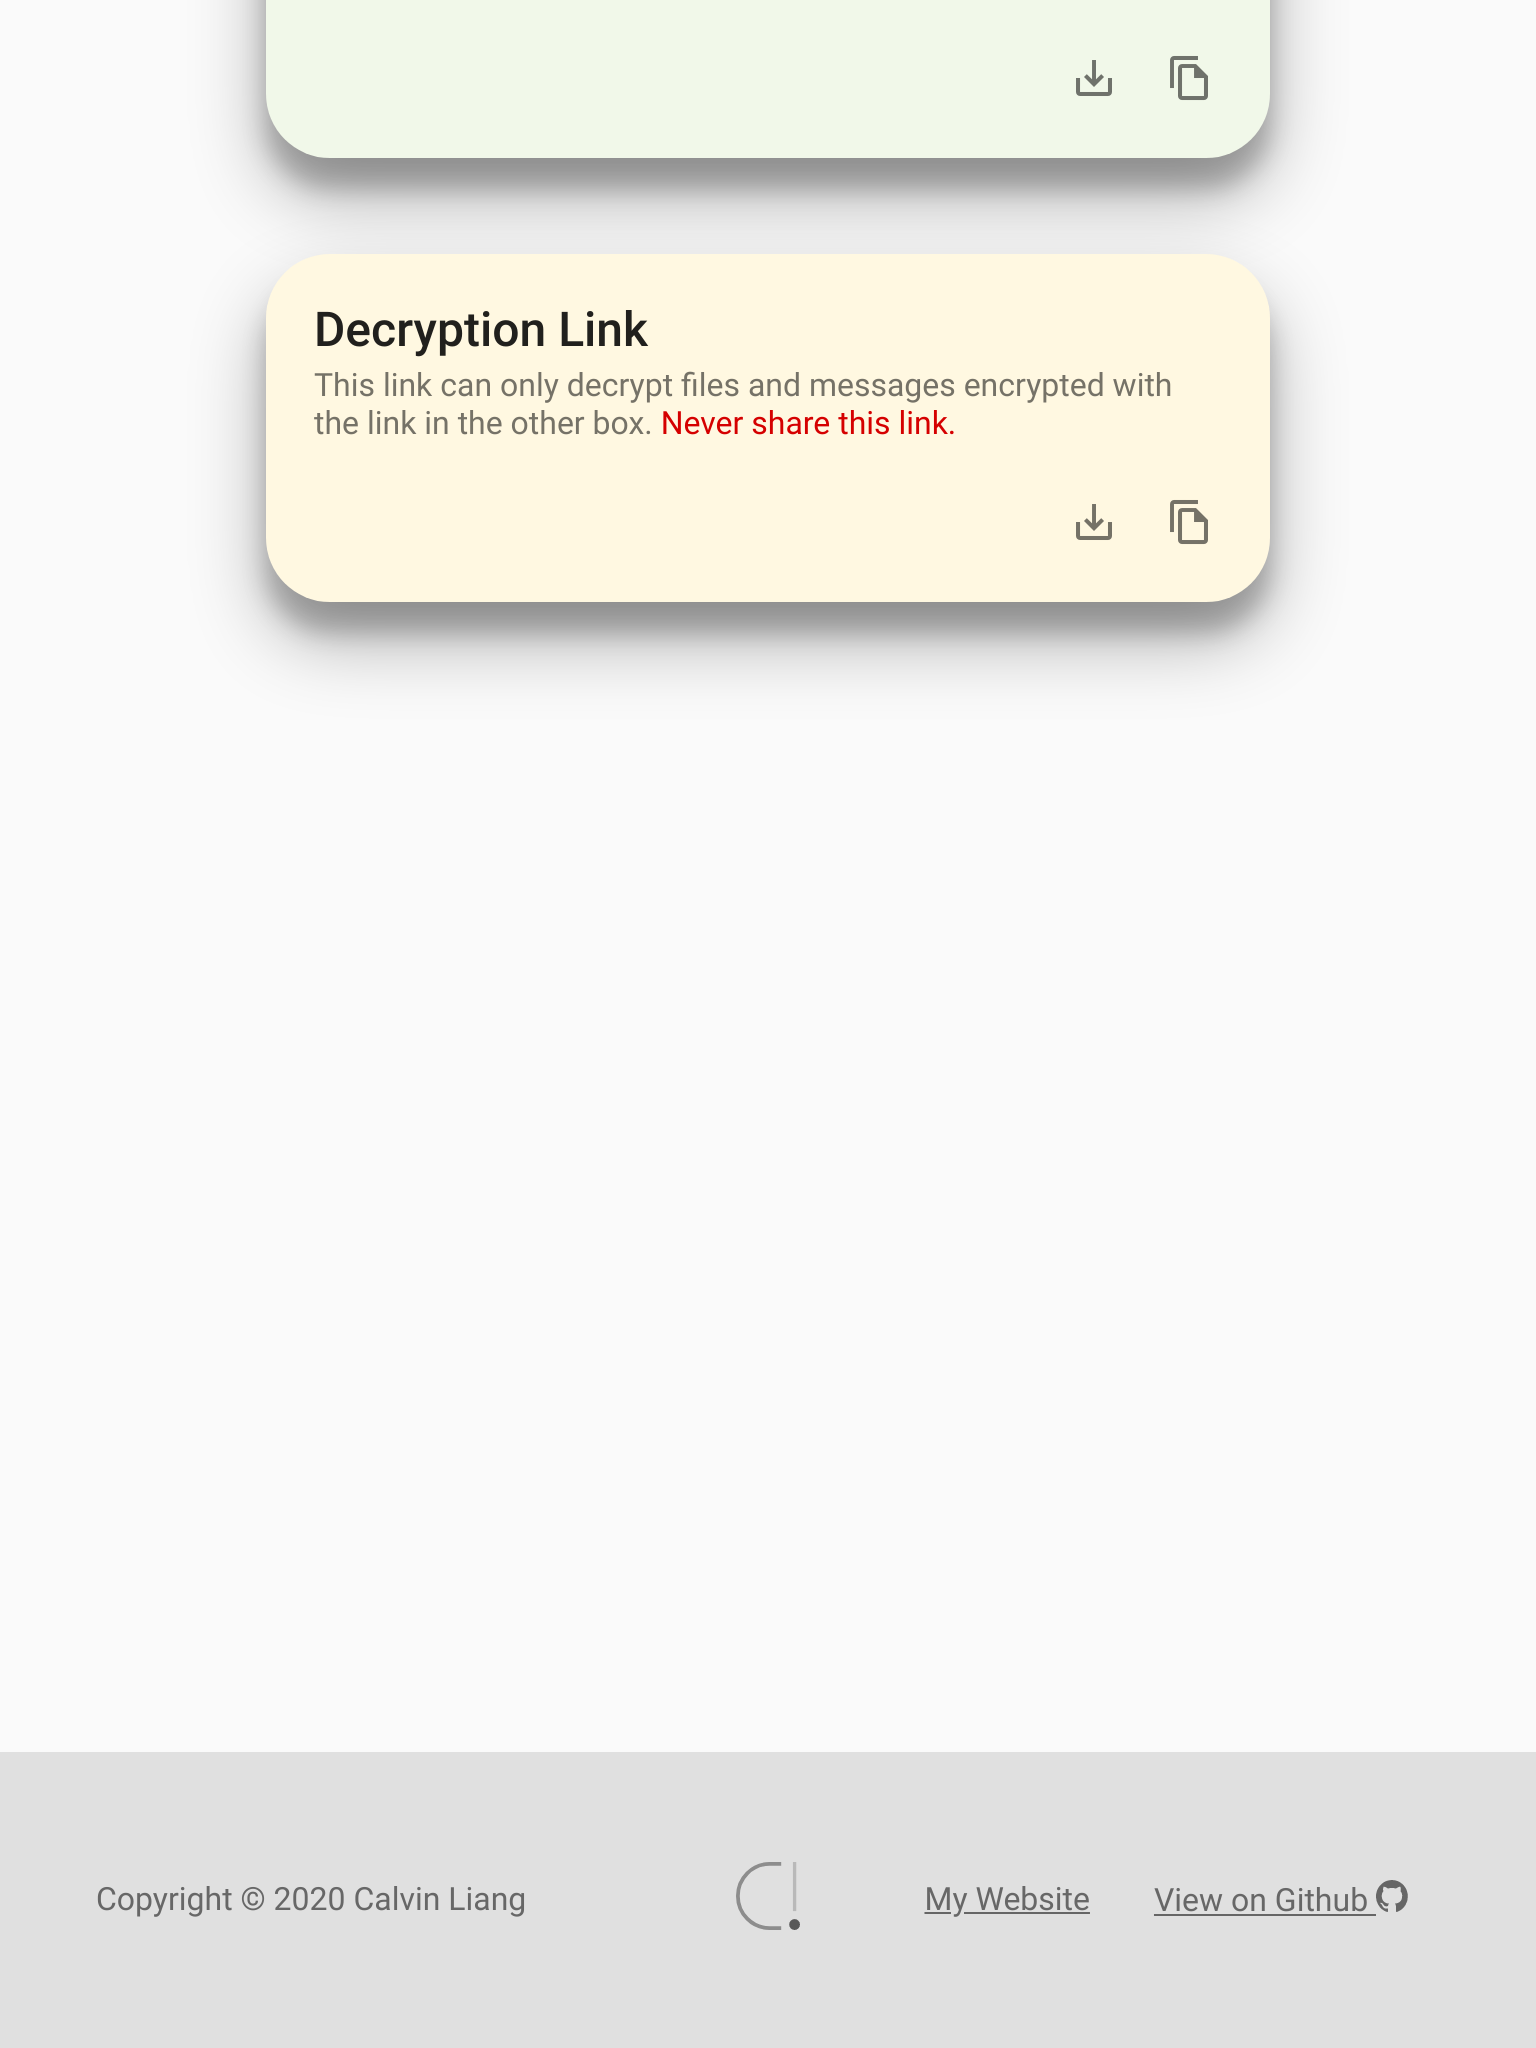 Decryption Link
This link can only decrypt files and messages encrypted with
the link in the other box. Never share this link.
Copyright © 2020 Calvin Liang
My Website
View on Github